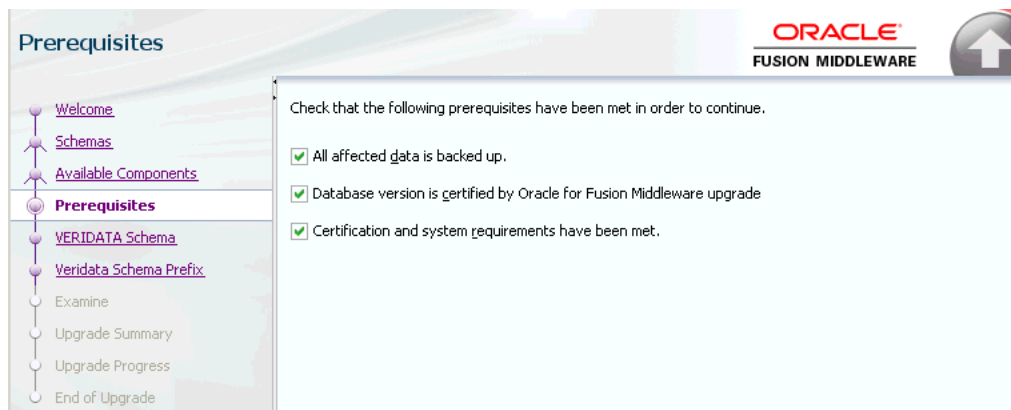 Prerequisites
ORACLE
FUSION MIDDLEWARE
Welcome
Schemas
Available Components
Prerequisites
VERIDATA Schema
Veridata Schema Prefix
Examine
Upgrade Summary
Upgrade Progress
End of Upgrade
Check that the following prerequisites have been met in order to continue.
All affected data is backed up.
Database version is certified by Oracle for Fusion Middleware upgrade
Certification and system requirements have been met.